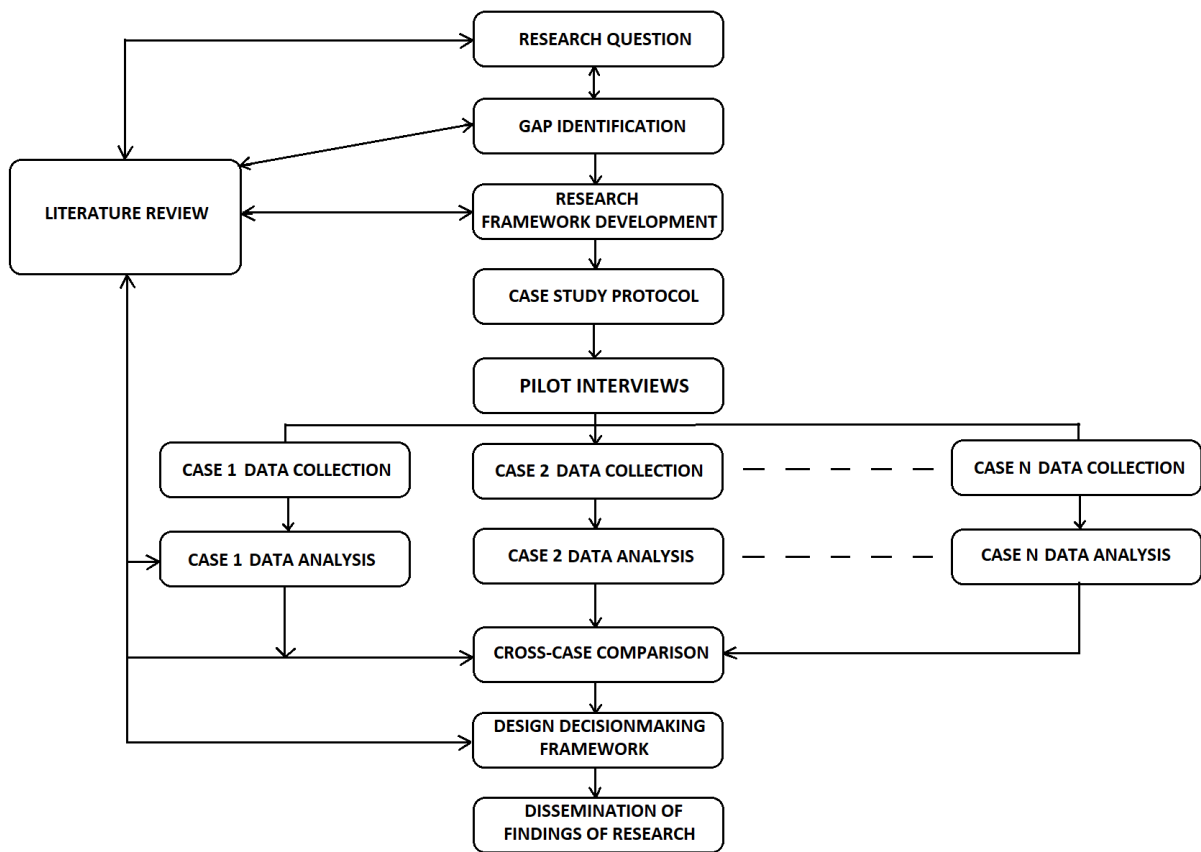 RESEARCH QUESTION
GAP IDENTIFICATION
LITERATURE REVIEW
RESEARCH
FRAMEWORK DEVELOPMENT
CASE STUDY PROTOCOL
PILOT INTERVIEWS
CASE 1 DATA COLLECTION
CASE 2 DATA COLLECTION
CASE N DATA COLLECTION
CASE 1 DATA ANALYSIS
CASE 2 DATA ANALYSIS
CASE N DATA ANALYSIS
CROSS-CASE COMPARISON
DESIGN DECISIONMAKING
FRAMEWORK
DISSEMINATION OF
FINDINGS OF RESEARCH